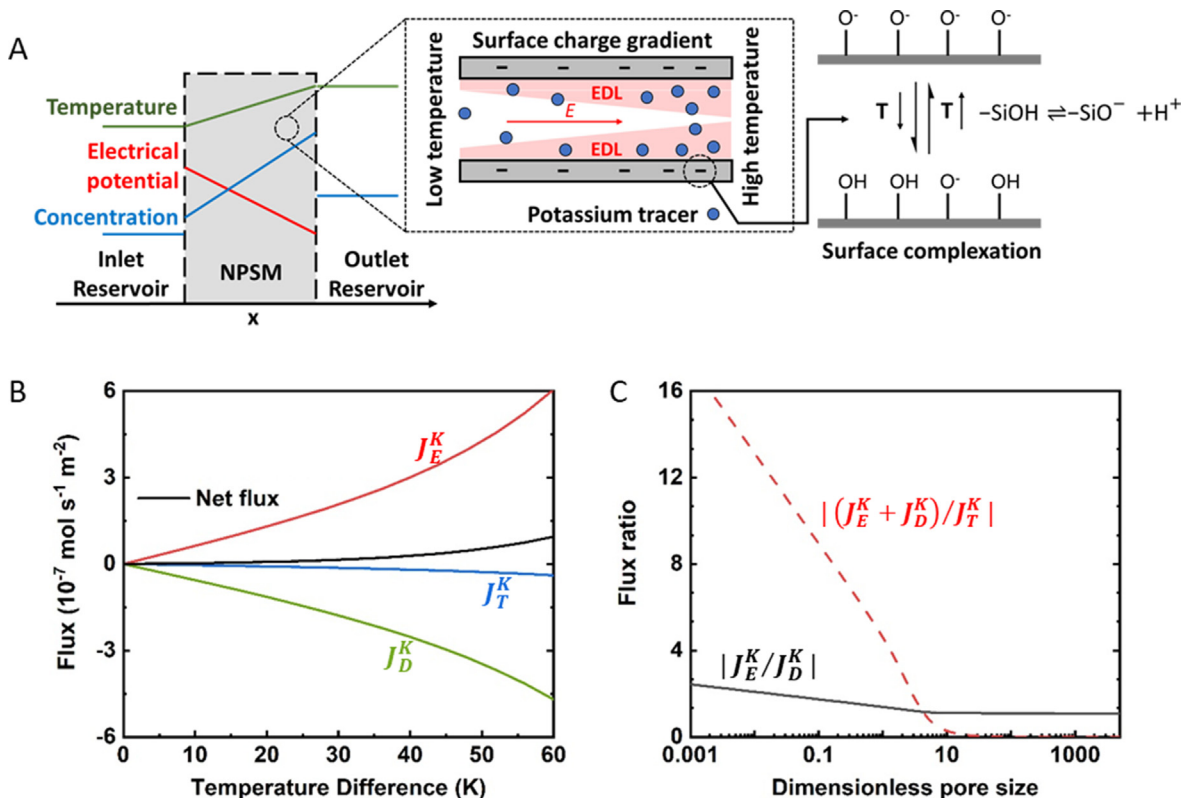 A
Temperature
Electrical
potential
Concentration
Inlet
Reservoir
NPSM
Outlet
Reservoir
x
Surface charge gradient
Low temperature
High temperature
- - - - -
EDL
E
EDL
- - - - -
Potassium tracer
O⁻ O⁻ O⁻ O⁻
T T -SiOH ⇌ -SiO⁻ + H⁺
OH OH O⁻ OH
Surface complexation
B
Flux (10⁻⁷ mol s⁻¹ m⁻²)
6
3
0
-3
-6
J_E^K
Net flux
J_T^K
J_D^K
0 10 20 30 40 50 60
Temperature Difference (K)
C
Flux ratio
16
12
8
4
0
|(J_E^K + J_D^K)/J_T^K|
|J_E^K/J_D^K|
0.001 0.1 10 1000
Dimensionless pore size